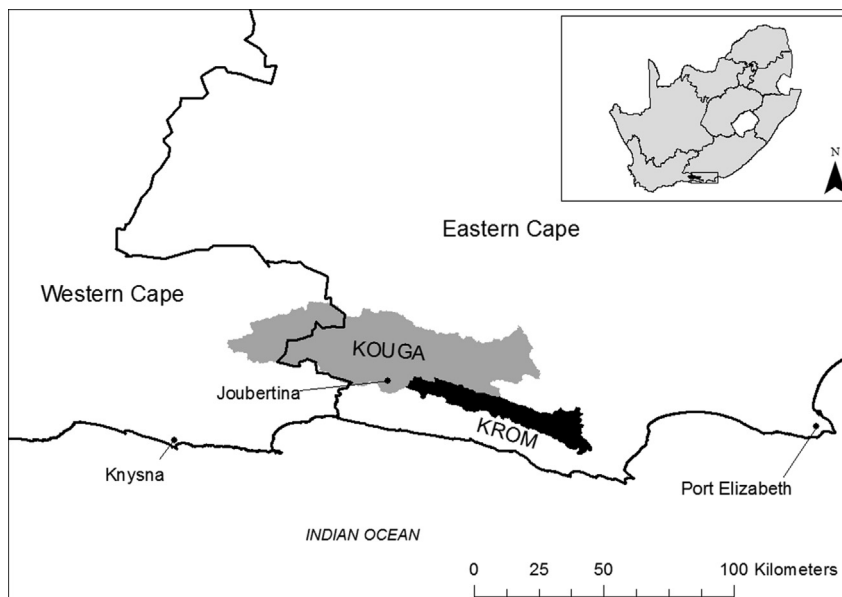 N
Eastern Cape
Western Cape
KOUGA
Joubertina
KROM
Knysna
Port Elizabeth
INDIAN OCEAN
0 25 50 100 Kilometers